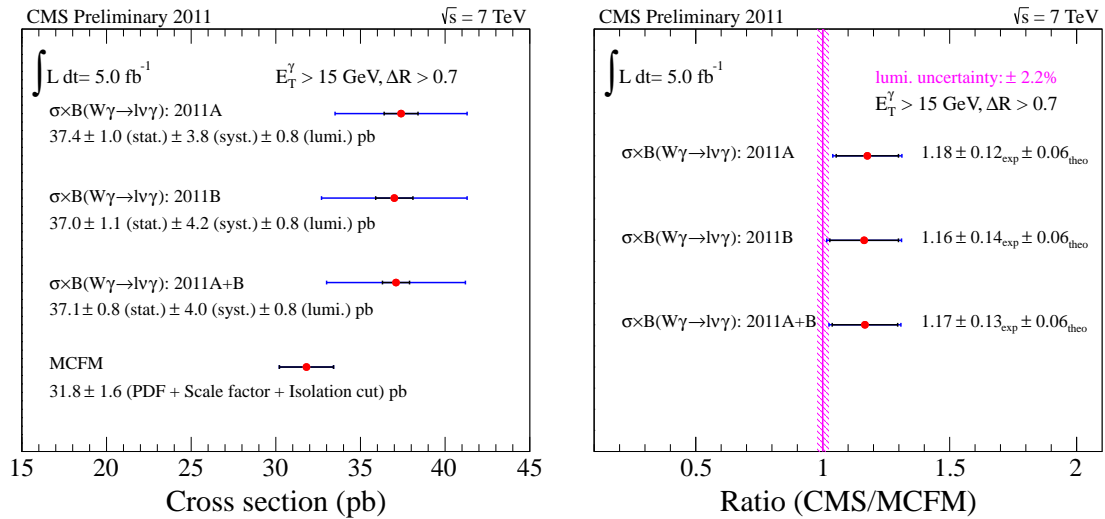 CMS Preliminary 2011
√s = 7 TeV
∫L dt= 5.0 fb⁻¹
E_T^γ > 15 GeV, ΔR > 0.7
σ×B(Wγ→lνγ): 2011A
37.4 ± 1.0 (stat.) ± 3.8 (syst.) ± 0.8 (lumi.) pb
σ×B(Wγ→lνγ): 2011B
37.0 ± 1.1 (stat.) ± 4.2 (syst.) ± 0.8 (lumi.) pb
σ×B(Wγ→lνγ): 2011A+B
37.1 ± 0.8 (stat.) ± 4.0 (syst.) ± 0.8 (lumi.) pb
MCFM
31.8 ± 1.6 (PDF + Scale factor + Isolation cut) pb
15 20 25 30 35 40 45
Cross section (pb)
CMS Preliminary 2011
√s = 7 TeV
∫L dt= 5.0 fb⁻¹
lumi. uncertainty: ± 2.2%
E_T^γ > 15 GeV, ΔR > 0.7
σ×B(Wγ→lνγ): 2011A
1.18 ± 0.12_exp ± 0.06_theo
σ×B(Wγ→lνγ): 2011B
1.16 ± 0.14_exp ± 0.06_theo
σ×B(Wγ→lνγ): 2011A+B
1.17 ± 0.13_exp ± 0.06_theo
0.5 1 1.5 2
Ratio (CMS/MCFM)